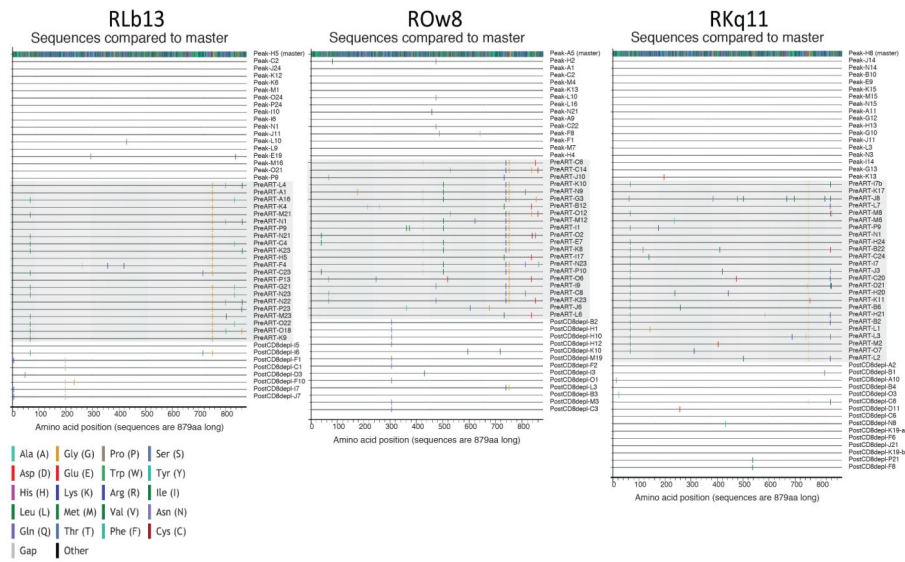 RLb13
Sequences compared to master
Peak-H5 (master)
Peak-C2
Peak-J24
Peak-K12
Peak-K6
Peak-M1
Peak-O24
Peak-P24
Peak-I10
Peak-I6
Peak-N1
Peak-J11
Peak-L10
Peak-L9
Peak-E19
Peak-M16
Peak-O21
Peak-P9
PreART-L4
PreART-A1
PreART-A16
PreART-K4
PreART-M21
PreART-N1
PreART-P9
PreART-N21
PreART-C4
PreART-K23
PreART-H5
PreART-F4
PreART-C23
PreART-P13
PreART-G21
PreART-N23
PreART-N22
PreART-P23
PreART-M23
PreART-O22
PreART-O18
PreART-K9
PostCD8depl-I5
PostCD8depl-I6
PostCD8depl-F1
PostCD8depl-C1
PostCD8depl-D3
PostCD8depl-F10
PostCD8depl-I7
PostCD8depl-J7
0 100 200 300 400 500 600 700 800
Amino acid position (sequences are 879aa long)
ROw8
Sequences compared to master
Peak-A5 (master)
Peak-H2
Peak-A1
Peak-C2
Peak-M4
Peak-K13
Peak-L10
Peak-L16
Peak-N21
Peak-A9
Peak-C22
Peak-F8
Peak-F1
Peak-M7
Peak-H4
PreART-C6
PreART-C14
PreART-J10
PreART-K10
PreART-N9
PreART-G3
PreART-B12
PreART-O12
PreART-M12
PreART-I1
PreART-O2
PreART-E7
PreART-K8
PreART-I17
PreART-N23
PreART-P10
PreART-O6
PreART-I9
PreART-C8
PreART-K23
PreART-J6
PreART-L6
PostCD8depl-B2
PostCD8depl-H1
PostCD8depl-H10
PostCD8depl-H12
PostCD8depl-K10
PostCD8depl-N19
PostCD8depl-F2
PostCD8depl-I3
PostCD8depl-O1
PostCD8depl-L3
PostCD8depl-B3
PostCD8depl-M3
PostCD8depl-C3
0 100 200 300 400 500 600 700 800
Amino acid position (sequences are 879aa long)
RKq11
Sequences compared to master
Peak-H8 (master)
Peak-J14
Peak-N14
Peak-B10
Peak-E9
Peak-K15
Peak-M15
Peak-N15
Peak-A11
Peak-G12
Peak-H13
Peak-G10
Peak-J11
Peak-L3
Peak-N3
Peak-I14
Peak-G13
Peak-K13
PreART-I7b
PreART-K17
PreART-J8
PreART-L7
PreART-M8
PreART-M6
PreART-P9
PreART-N1
PreART-H24
PreART-B22
PreART-C24
PreART-I7
PreART-J3
PreART-C20
PreART-D21
PreART-H20
PreART-K11
PreART-B6
PreART-H21
PreART-B2
PreART-L1
PreART-L3
PreART-M2
PreART-O7
PreART-L2
PostCD8depl-A2
PostCD8depl-B1
PostCD8depl-A10
PostCD8depl-B4
PostCD8depl-O3
PostCD8depl-C8
PostCD8depl-D11
PostCD8depl-C6
PostCD8depl-N8
PostCD8depl-K19-a
PostCD8depl-F6
PostCD8depl-J21
PostCD8depl-K19-b
PostCD8depl-P21
PostCD8depl-F8
0 100 200 300 400 500 600 700 800
Amino acid position (sequences are 879aa long)
Ala (A) Gly (G) Pro (P) Ser (S)
Asp (D) Glu (E) Trp (W) Tyr (Y)
His (H) Lys (K) Arg (R) Ile (I)
Leu (L) Met (M) Val (V) Asn (N)
Gln (Q) Thr (T) Phe (F) Cys (C)
Gap Other